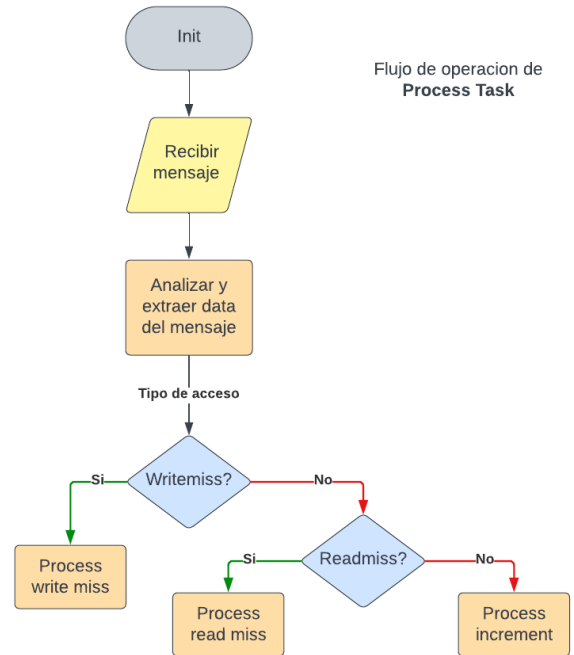 Init
Flujo de operacion de
Process Task
Recibir
mensaje
Analizar y
extraer data
del mensaje
Tipo de acceso
Writemiss?
Si
No
Process
write miss
Readmiss?
Si
No
Process
read miss
Process
increment